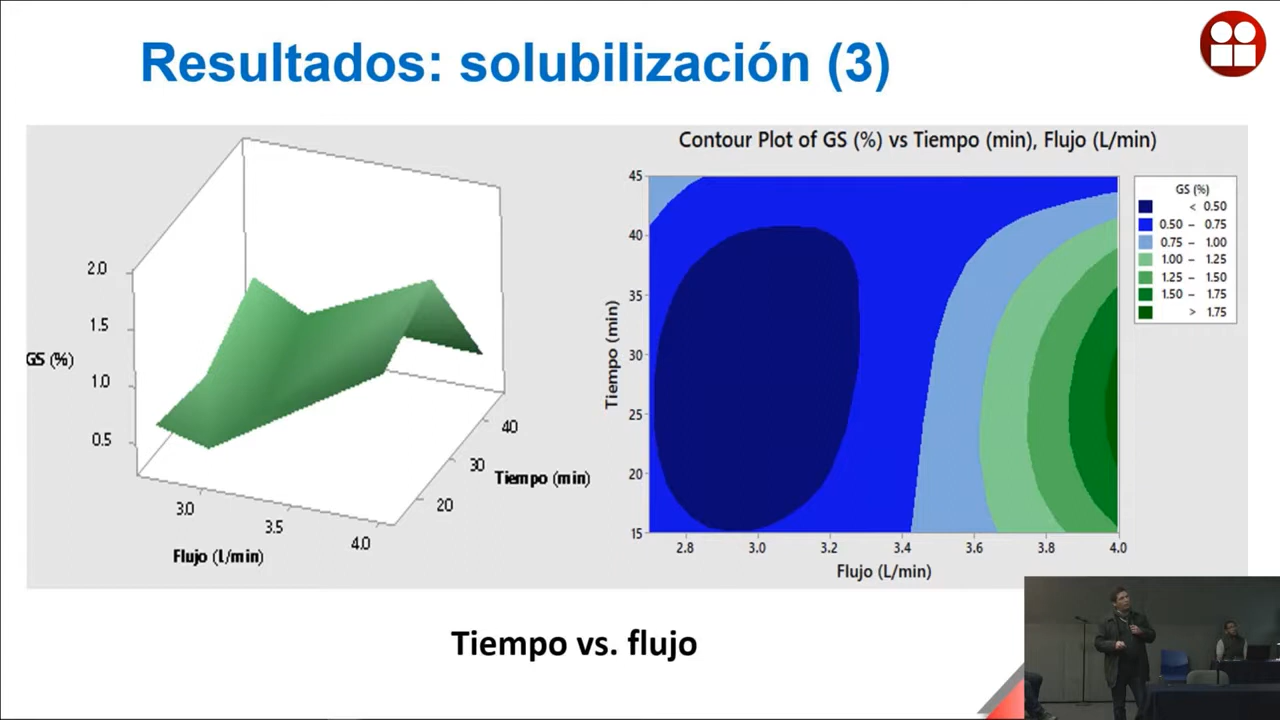 Resultados: solubilización (3)
2.0
1.5
1.0
0.5
GS (%)
3.0
3.5
4.0
Flujo (L/min)
20
30
40
Tiempo (min)
Contour Plot of GS (%) vs Tiempo (min), Flujo (L/min)
45
40
35
30
25
20
15
Tiempo (min)
2.8 3.0 3.2 3.4 3.6 3.8 4.0
Flujo (L/min)
GS (%)
< 0.50
0.50 – 0.75
0.75 – 1.00
1.00 – 1.25
1.25 – 1.50
1.50 – 1.75
> 1.75
Tiempo vs. flujo